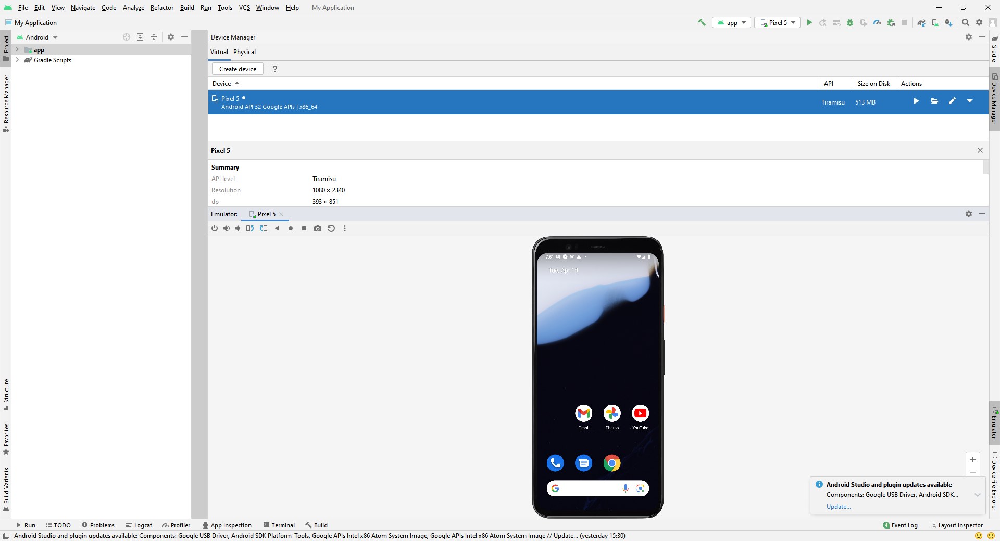 File Edit View Navigate Code Analyze Refactor Build Run Tools VCS Window Help My Application
My Application
app
Pixel 5
Project
Android
app
Gradle Scripts
Resource Manager
Structure
Favorites
Build Variants
Device Manager
Virtual Physical
Create device ?
Device API Size on Disk Actions
Pixel 5
Android API 32 Google APIs | x86_64
Tiramisu 513 MB
Pixel 5
Summary
API level Tiramisu
Resolution 1080 × 2340
dp 393 × 851
Emulator: Pixel 5
7:51 20°
Tue, Apr 19
Gmail Photos YouTube
Gradle
Device Manager
Emulator
Device File Explorer
Android Studio and plugin updates available
Components: Google USB Driver, Android SDK...
Update...
Run TODO Problems Logcat Profiler App Inspection Terminal Build
4 Event Log Layout Inspector
Android Studio and plugin updates available: Components: Google USB Driver, Android SDK Platform-Tools, Google APIs Intel x86 Atom System Image, Google APIs Intel x86 Atom System Image // Update... (yesterday 15:30)